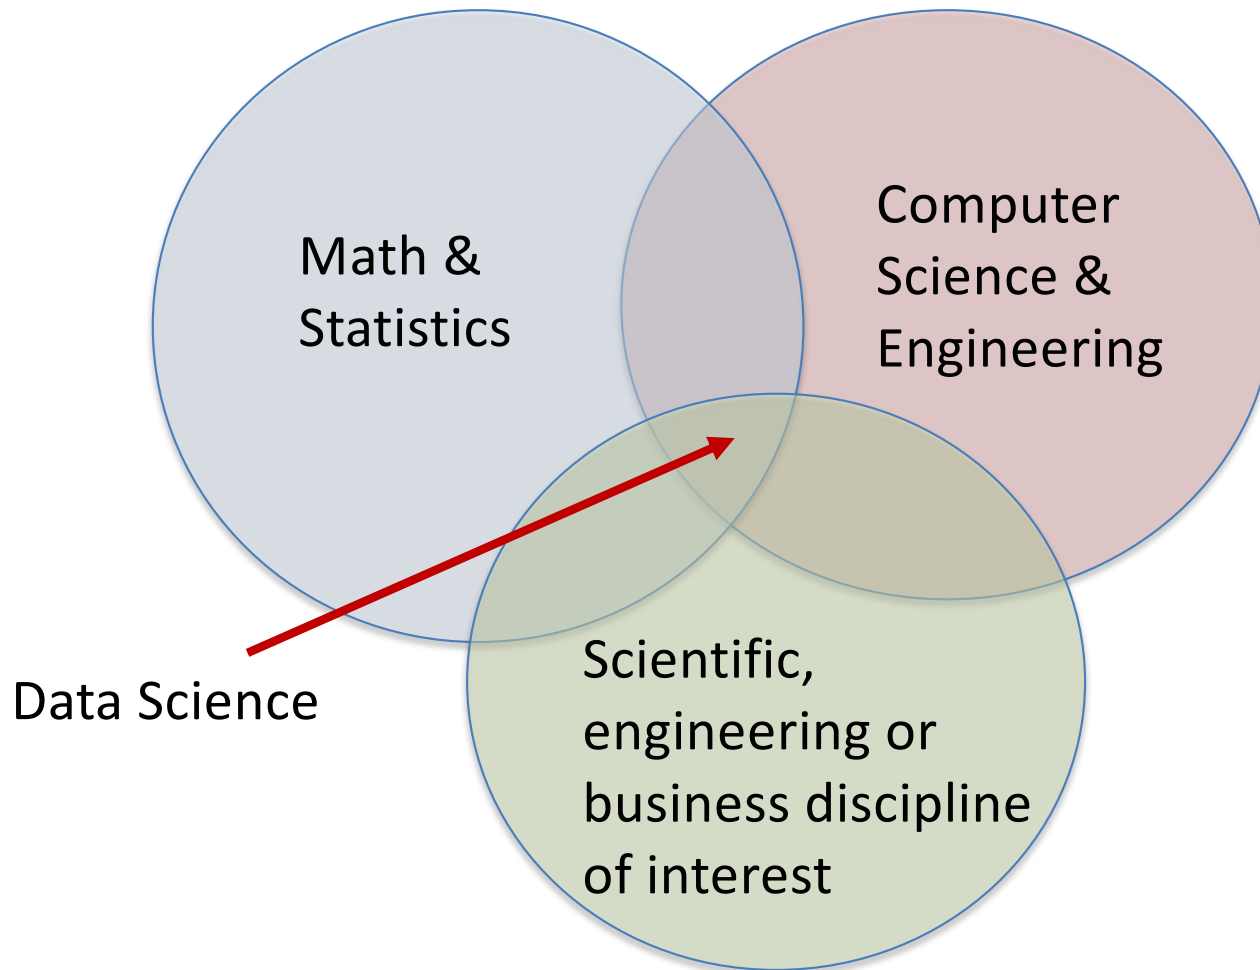 Math &
Statistics
Computer
Science &
Engineering
Data Science
Scientific,
engineering or
business discipline
of interest